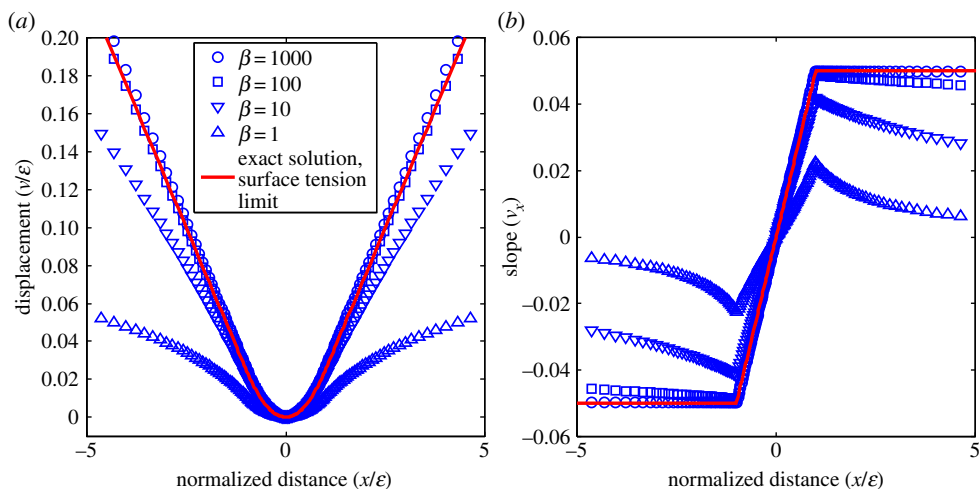 (a)
0.20
0.18
0.16
0.14
0.12
0.10
0.08
0.06
0.04
0.02
0
displacement (v/ε)
β = 1000
β = 100
β = 10
β = 1
exact solution,
surface tension
limit
−5
0
5
normalized distance (x/ε)
(b)
0.06
0.04
0.02
0
−0.02
−0.04
−0.06
slope (vₓ)
−5
0
5
normalized distance (x/ε)